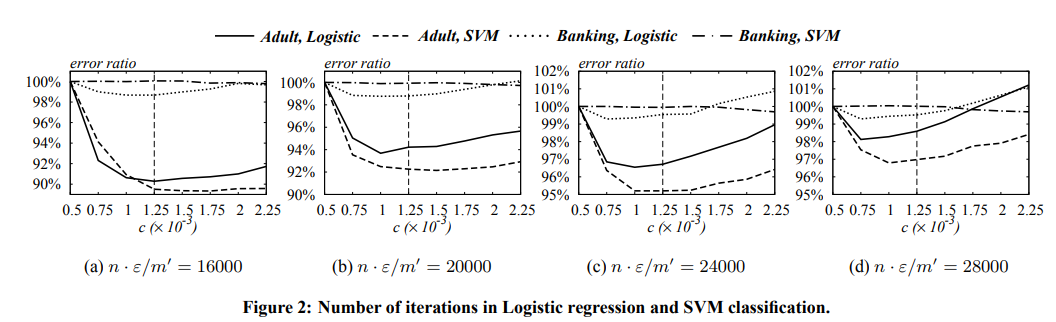 Adult, Logistic Adult, SVM Banking, Logistic Banking, SVM
error ratio
100%
98%
96%
94%
92%
90%
0.5 0.75 1 1.25 1.5 1.75 2 2.25
c (× 10⁻³)
(a) n · ε/m′ = 16000
error ratio
100%
98%
96%
94%
92%
90%
0.5 0.75 1 1.25 1.5 1.75 2 2.25
c (× 10⁻³)
(b) n · ε/m′ = 20000
error ratio
102%
101%
100%
99%
98%
97%
96%
95%
0.5 0.75 1 1.25 1.5 1.75 2 2.25
c (× 10⁻³)
(c) n · ε/m′ = 24000
error ratio
102%
101%
100%
99%
98%
97%
96%
95%
0.5 0.75 1 1.25 1.5 1.75 2 2.25
c (× 10⁻³)
(d) n · ε/m′ = 28000
Figure 2: Number of iterations in Logistic regression and SVM classification.